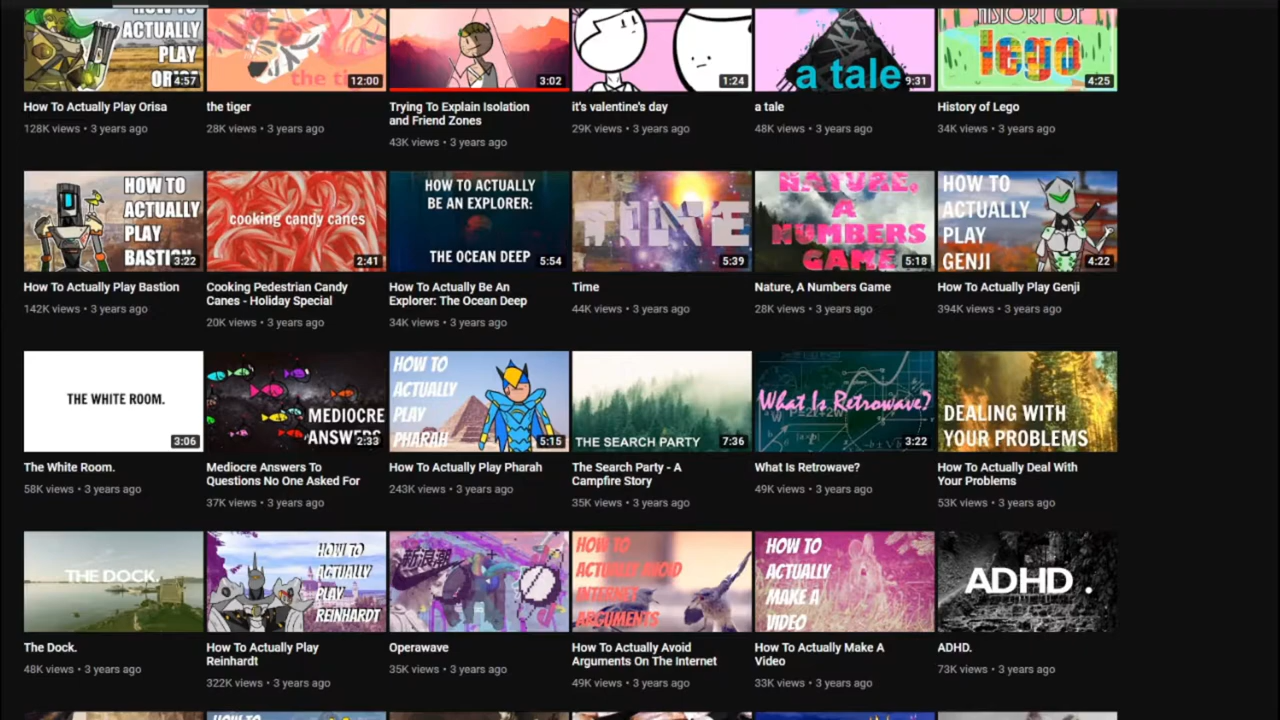 HOW TO
ACTUALLY
PLAY
ORISA
4:57
the ti
12:00
3:02
1:24
a tale
9:31
HISTORY OF
lego
4:25
How To Actually Play Orisa
128K views • 3 years ago
the tiger
28K views • 3 years ago
Trying To Explain Isolation
and Friend Zones
43K views • 3 years ago
it's valentine's day
29K views • 3 years ago
a tale
48K views • 3 years ago
History of Lego
34K views • 3 years ago
HOW TO
ACTUALLY
PLAY
BASTION
3:22
cooking candy canes
2:41
HOW TO ACTUALLY
BE AN EXPLORER:
THE OCEAN DEEP
5:54
TIME
5:39
NATURE,
A
NUMBERS
GAME
5:18
HOW TO
ACTUALLY
PLAY
GENJI
4:22
How To Actually Play Bastion
142K views • 3 years ago
Cooking Pedestrian Candy
Canes - Holiday Special
20K views • 3 years ago
How To Actually Be An
Explorer: The Ocean Deep
34K views • 3 years ago
Time
44K views • 3 years ago
Nature, A Numbers Game
28K views • 3 years ago
How To Actually Play Genji
394K views • 3 years ago
THE WHITE ROOM.
3:06
MEDIOCRE
ANSWERS
2:33
HOW TO
ACTUALLY
PLAY
PHARAH
5:15
THE SEARCH PARTY
7:36
What Is Retrowave?
3:22
DEALING WITH
YOUR PROBLEMS
The White Room.
58K views • 3 years ago
Mediocre Answers To
Questions No One Asked For
37K views • 3 years ago
How To Actually Play Pharah
243K views • 3 years ago
The Search Party - A
Campfire Story
35K views • 3 years ago
What Is Retrowave?
49K views • 3 years ago
How To Actually Deal With
Your Problems
53K views • 3 years ago
THE DOCK.
HOW TO
ACTUALLY
PLAY
REINHARDT
新浪潮
HOW TO
ACTUALLY AVOID
INTERNET
ARGUMENTS
HOW TO
ACTUALLY
MAKE A
VIDEO
ADHD .
The Dock.
48K views • 3 years ago
How To Actually Play
Reinhardt
322K views • 3 years ago
Operawave
35K views • 3 years ago
How To Actually Avoid
Arguments On The Internet
49K views • 3 years ago
How To Actually Make A
Video
33K views • 3 years ago
ADHD.
73K views • 3 years ago
HOW TO